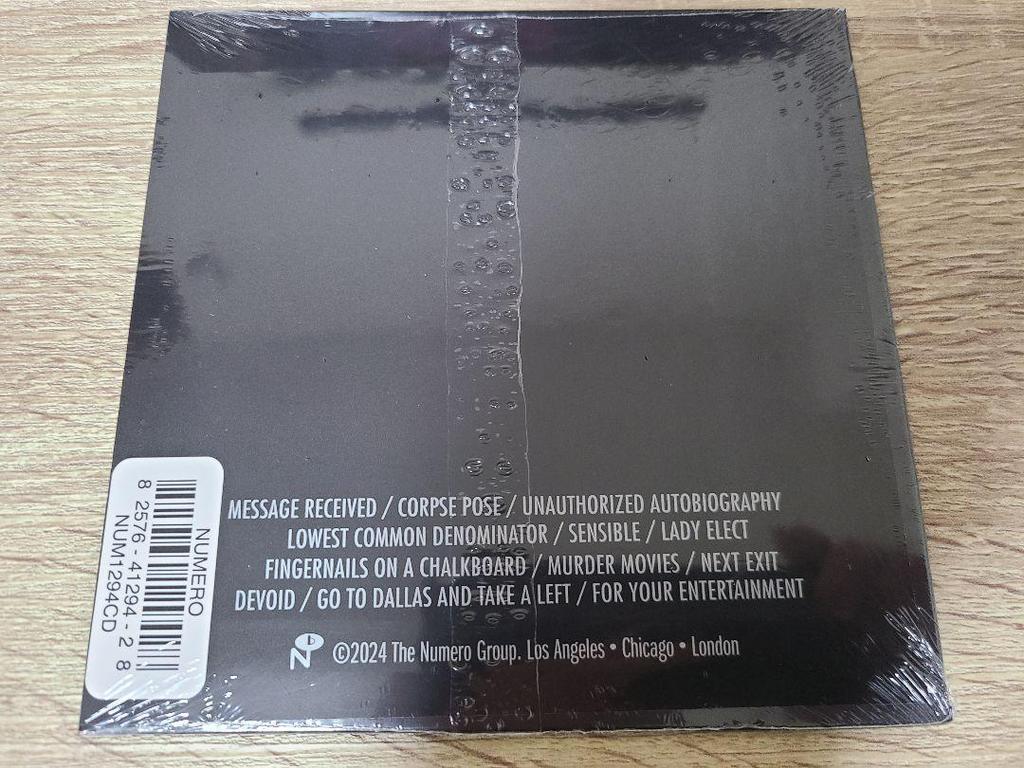 MESSAGE RECEIVED / CORPSE POSE / UNAUTHORIZED AUTOBIOGRAPHY
LOWEST COMMON DENOMINATOR / SENSIBLE / LADY ELECT
FINGERNAILS ON A CHALKBOARD / MURDER MOVIES / NEXT EXIT
DEVOID / GO TO DALLAS AND TAKE A LEFT / FOR YOUR ENTERTAINMENT
N ©2024 The Numero Group. Los Angeles • Chicago • London
NUMERO
8 2576-41294-2 8
NUM1294CD